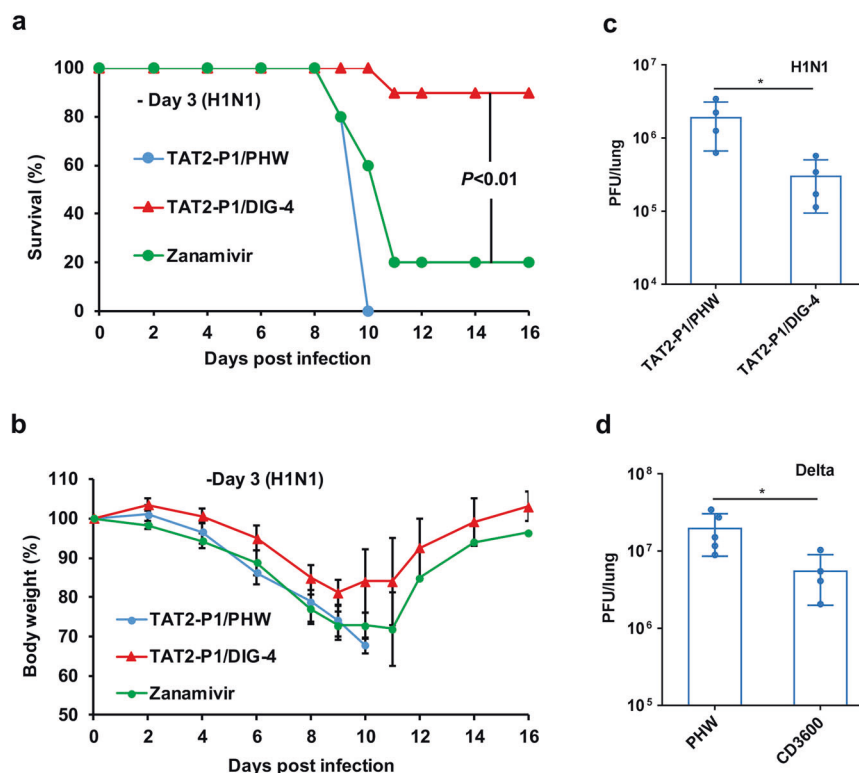 a
100
80
60
40
20
0
Survival (%)
- Day 3 (H1N1)
TAT2-P1/PHW
TAT2-P1/DIG-4
Zanamivir
P<0.01
0 2 4 6 8 10 12 14 16
Days post infection
b
110
100
90
80
70
60
50
Body weight (%)
-Day 3 (H1N1)
TAT2-P1/PHW
TAT2-P1/DIG-4
Zanamivir
0 2 4 6 8 10 12 14 16
Days post infection
c
10⁷
10⁶
10⁵
10⁴
PFU/lung
H1N1
*
TAT2-P1/PHW
TAT2-P1/DIG-4
d
10⁸
10⁷
10⁶
10⁵
PFU/lung
Delta
*
PHW
CD3600